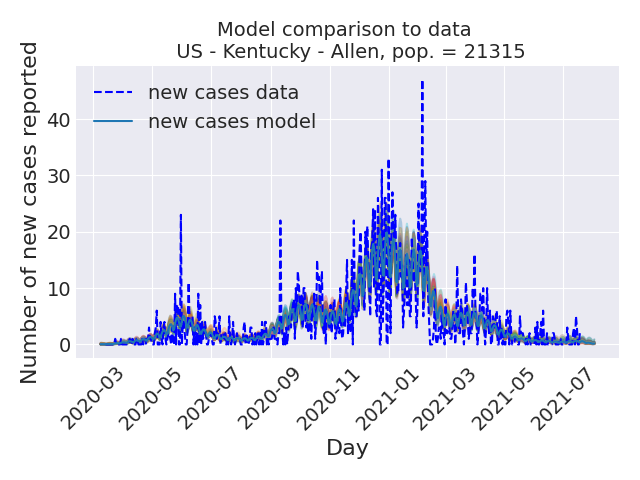 Model comparison to data
US - Kentucky - Allen, pop. = 21315
Number of new cases reported
new cases data
new cases model
40
30
20
10
0
2020-03
2020-05
2020-07
2020-09
2020-11
2021-01
2021-03
2021-05
2021-07
Day